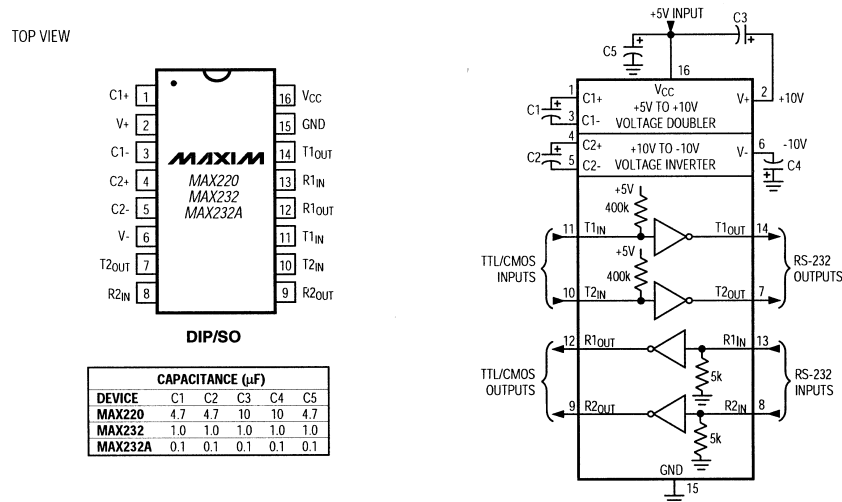 TOP VIEW
C1+ 1
V+ 2
C1- 3
C2+ 4
C2- 5
V- 6
T2OUT 7
R2IN 8
16 VCC
15 GND
14 T1OUT
13 R1IN
12 R1OUT
11 T1IN
10 T2IN
9 R2OUT
MAXIM
MAX220
MAX232
MAX232A
DIP/SO
CAPACITANCE (µF)
DEVICE C1 C2 C3 C4 C5
MAX220 4.7 4.7 10 10 4.7
MAX232 1.0 1.0 1.0 1.0 1.0
MAX232A 0.1 0.1 0.1 0.1 0.1
+5V INPUT
C3
+
C5 +
16
VCC
1 C1+
C1 +
3 C1-
+5V TO +10V
VOLTAGE DOUBLER
V+ 2 +10V
4 C2+
C2 +
5 C2-
+10V TO -10V
VOLTAGE INVERTER
V- 6 -10V
+ C4
+5V
400k
11 T1IN
T1OUT 14
+5V
400k
10 T2IN
T2OUT 7
TTL/CMOS
INPUTS
RS-232
OUTPUTS
12 R1OUT
R1IN 13
5k
9 R2OUT
R2IN 8
5k
TTL/CMOS
OUTPUTS
RS-232
INPUTS
GND
15